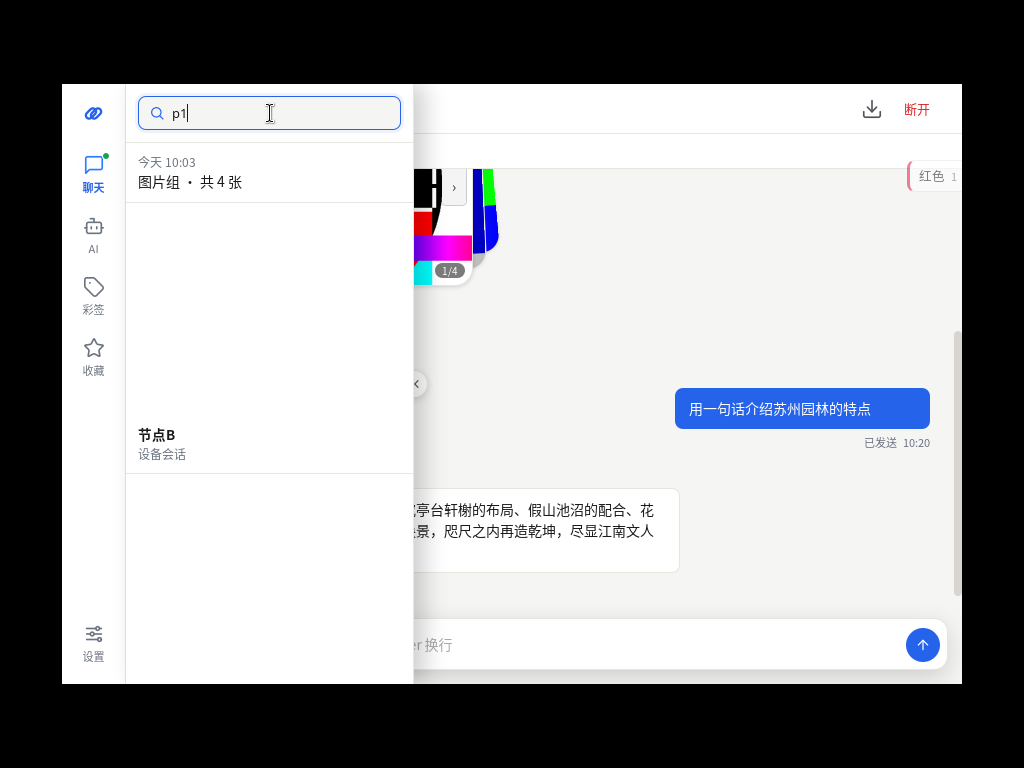 聊天
AI
彩签
收藏
设置
p1
今天 10:03
图片组 · 共 4 张
节点B
设备会话
断开
红色 1
›
1/4
用一句话介绍苏州园林的特点
已发送 10:20
亭台轩榭的布局、假山池沼的配合、花
景，咫尺之内再造乾坤，尽显江南文人
er 换行